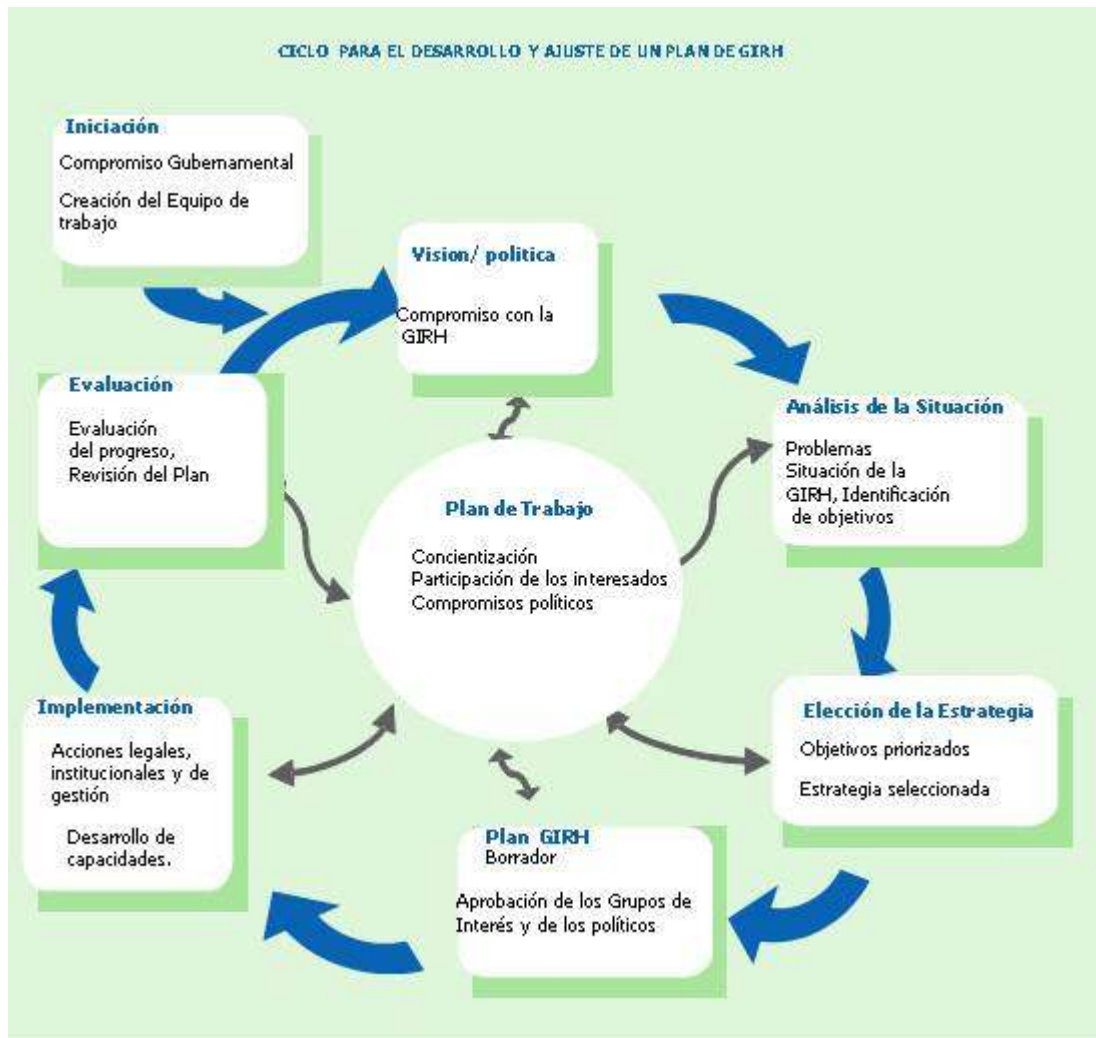 CICLO PARA EL DESARROLLO Y AJUSTE DE UN PLAN DE GIRH
Iniciación
Compromiso Gubernamental
Creación del Equipo de
trabajo
Vision/ politica
Compromiso con la
GIRH
Análisis de la Situación
Problemas
Situación de la
GIRH, Identificación
de objetivos
Elección de la Estrategia
Objetivos priorizados
Estrategia seleccionada
Plan GIRH
Borrador
Aprobación de los Grupos de
Interés y de los políticos
Implementación
Acciones legales,
institucionales y de
gestión
Desarrollo de
capacidades.
Evaluación
Evaluación
del progreso,
Revisión del Plan
Plan de Trabajo
Concientización
Participación de los interesados
Compromisos políticos